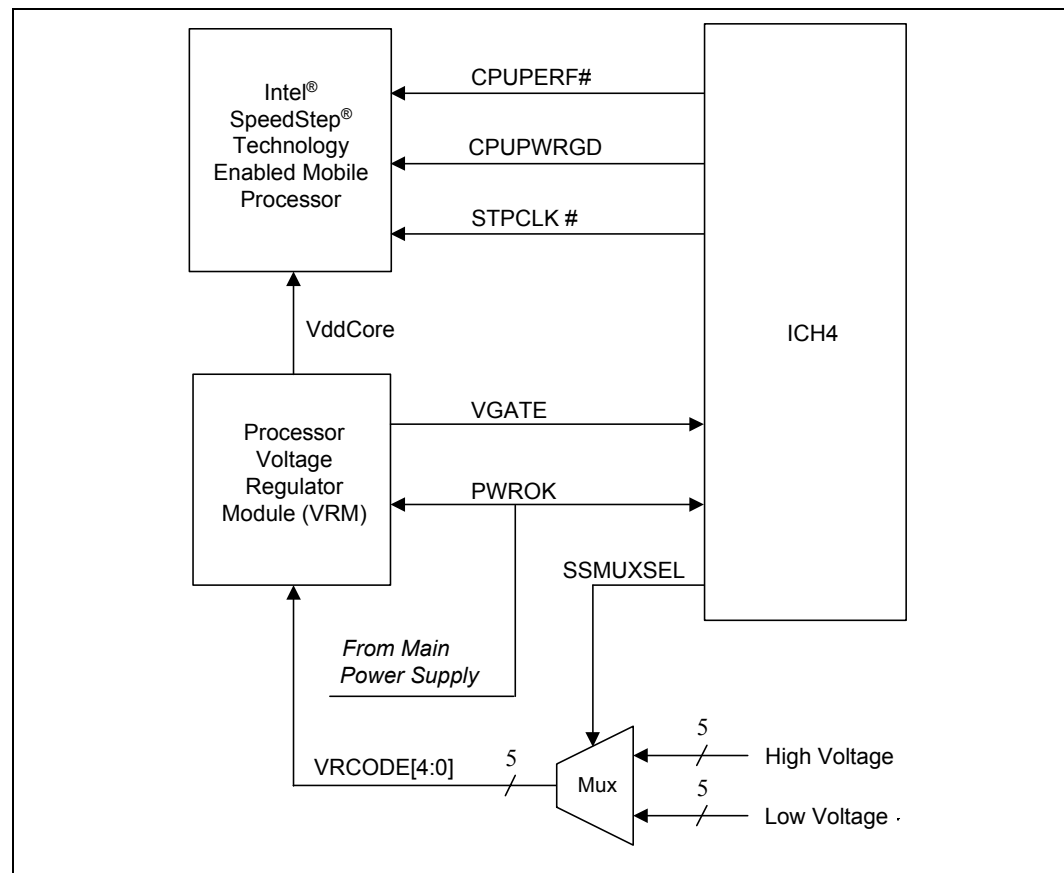 Intel®
SpeedStep®
Technology
Enabled Mobile
Processor
CPUPERF#
CPUPWRGD
STPCLK #
ICH4
VddCore
Processor
Voltage
Regulator
Module (VRM)
VGATE
PWROK
SSMUXSEL
From Main
Power Supply
VRCODE[4:0]
5
Mux
5
High Voltage
5
Low Voltage